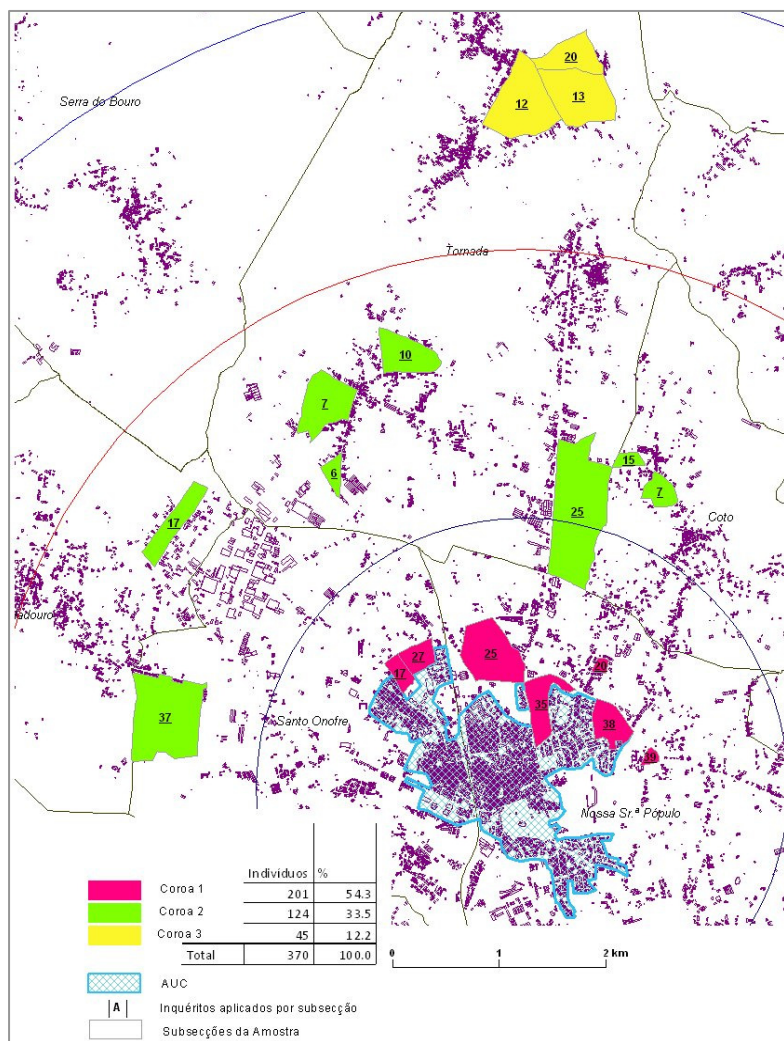 20
12
13
Serra do Bouro
Tornada
10
7
6
15
7
17
25
Coto
adouro
27
25
17
20
35
38
37
Santo Onofre
39
Nossa Sr.ª Pópulo
Indivíduos %
Coroa 1 201 54.3
Coroa 2 124 33.5
Coroa 3 45 12.2
Total 370 100.0
0 1 2 km
AUC
A Inquéritos aplicados por subsecção
Subsecções da Amostra